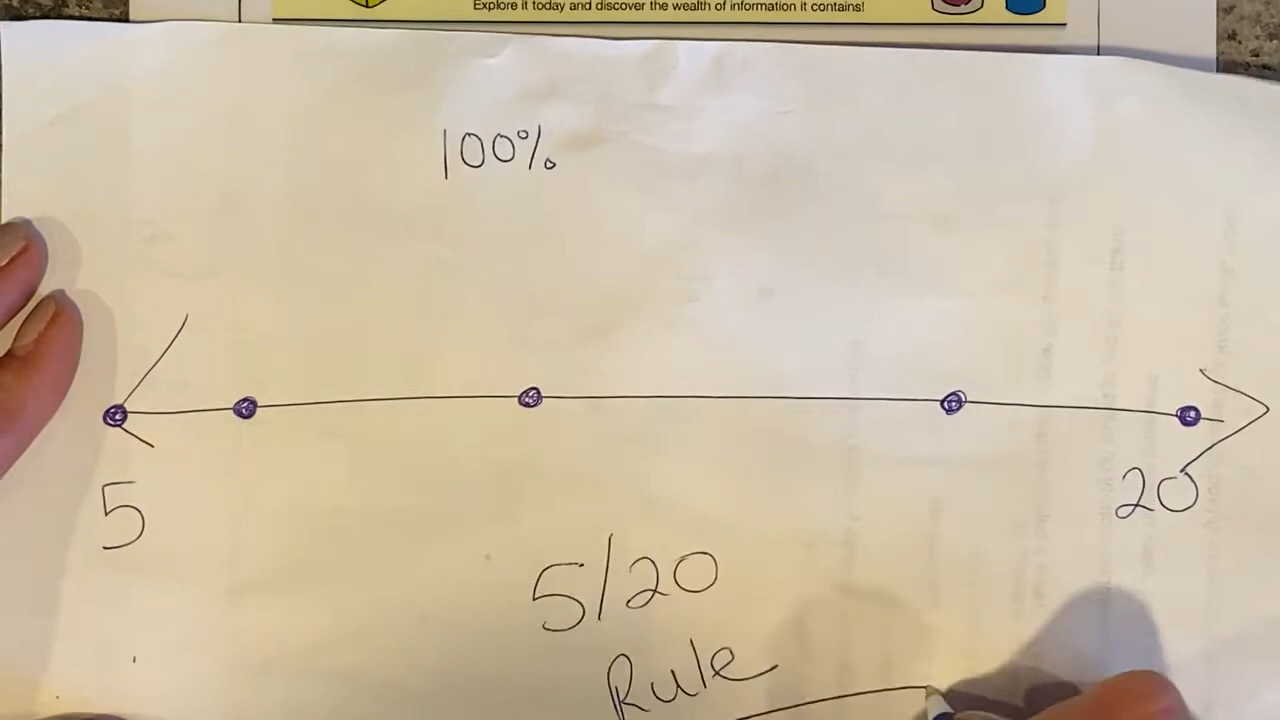 Explore it today and discover the wealth of information it contains!
100%
5
20
5/20
Rule